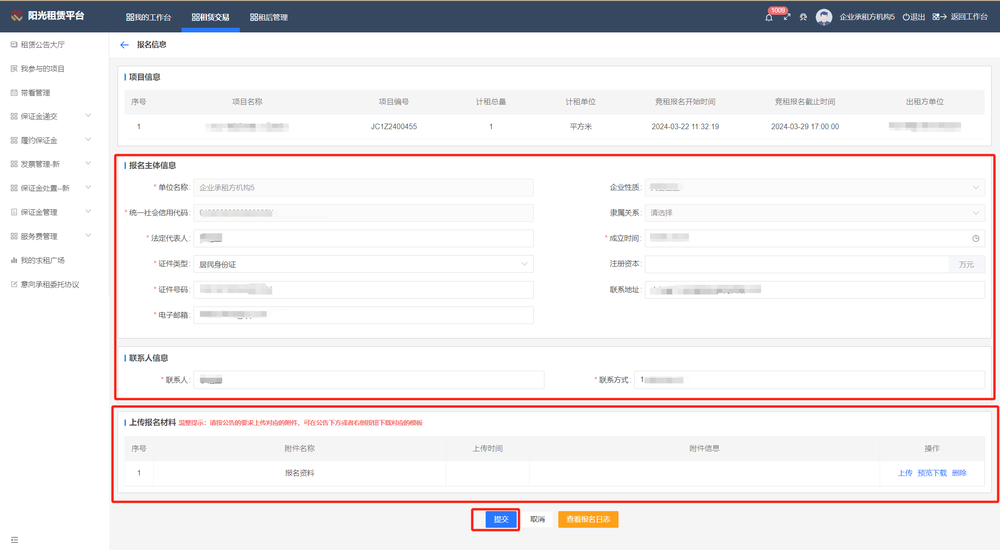 阳光租赁平台
我的工作台
租赁交易
租后管理
1009
企业承租方机构5
退出
返回工作台
租赁公告大厅
我参与的项目
带看管理
保证金递交
履约保证金
发票管理-新
保证金处置--新
保证金管理
服务费管理
我的求租广场
意向承租委托协议
报名信息
项目信息
序号 项目名称 项目编号 计租总量 计租单位 竞租报名开始时间 竞租报名截止时间 出租方单位
1 JC1Z2400455 1 平方米 2024-03-22 11:32:19 2024-03-29 17:00:00
报名主体信息
* 单位名称: 企业承租方机构5 企业性质:
* 统一社会信用代码: 隶属关系: 请选择
* 法定代表人: * 成立时间:
* 证件类型: 居民身份证 注册资本: 万元
* 证件号码: 联系地址:
* 电子邮箱:
联系人信息
* 联系人: * 联系方式: 1
上传报名材料 温整提示：请按公告的要求上传对应的附件，可在公告下方或者右侧按钮下载对应的模板
序号 附件名称 上传时间 附件信息 操作
1 报名资料 上传 预览下载 删除
提交 取消 查看报名日志